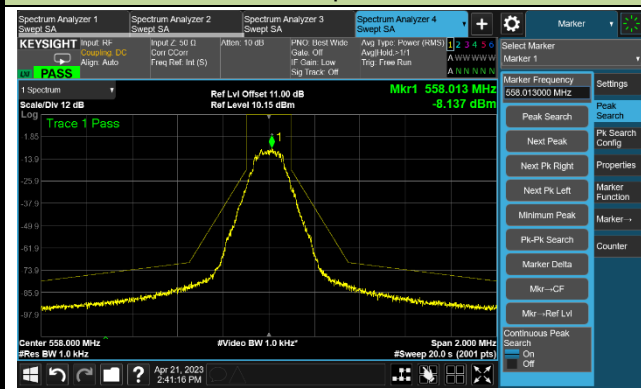 Spectrum Analyzer 1
Swept SA
Spectrum Analyzer 2
Swept SA
Spectrum Analyzer 3
Swept SA
Spectrum Analyzer 4
Swept SA
Marker
KEYSIGHT
Input: RF
Coupling: DC
Align: Auto
Input Z: 50 Ω
Corr CCorr
Freq Ref: Int (S)
Atten: 10 dB
PNO: Best Wide
Gate: Off
IF Gain: Low
Sig Track: Off
Avg Type: Power (RMS)
Avg|Hold:>1/1
Trig: Free Run
1 2 3 4 5 6
A W W W W W
A N N N N N
PASS
Select Marker
Marker 1
1 Spectrum
Scale/Div 12 dB
Ref Lvl Offset 11.00 dB
Ref Level 10.15 dBm
Mkr1 558.013 MHz
-8.137 dBm
Log
Trace 1 Pass
1
1.85
-13.9
-25.9
-37.9
-49.9
-61.9
-73.9
-85.9
-97.9
Center 558.000 MHz
#Res BW 1.0 kHz
#Video BW 1.0 kHz*
Span 2.000 MHz
#Sweep 20.0 s (2001 pts)
Marker Frequency
558.013000 MHz
Peak Search
Next Peak
Next Pk Right
Next Pk Left
Minimum Peak
Pk-Pk Search
Marker Delta
Mkr→CF
Mkr→Ref Lvl
Continuous Peak
Search
On
Off
Settings
Peak
Search
Pk Search
Config
Properties
Marker
Function
Marker→
Counter
Apr 21, 2023
2:41:16 PM